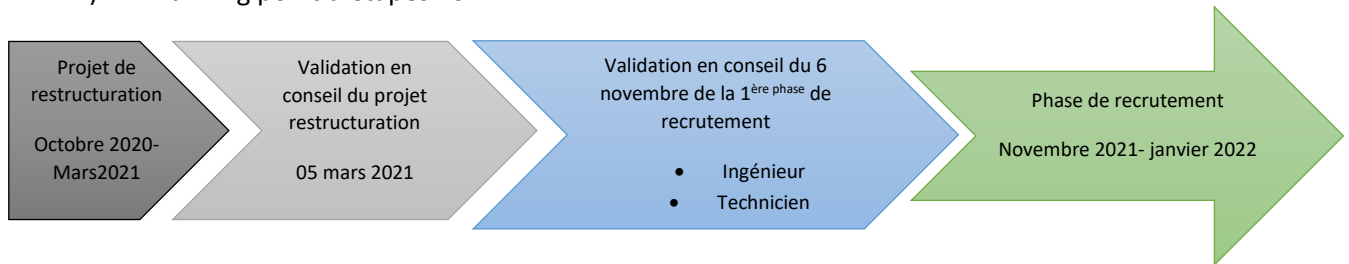 Projet de
restructuration
Octobre 2020-
Mars2021
Validation en
conseil du projet
restructuration
05 mars 2021
Validation en conseil du 6
novembre de la 1ère phase de
recrutement
• Ingénieur
• Technicien
Phase de recrutement
Novembre 2021- janvier 2022